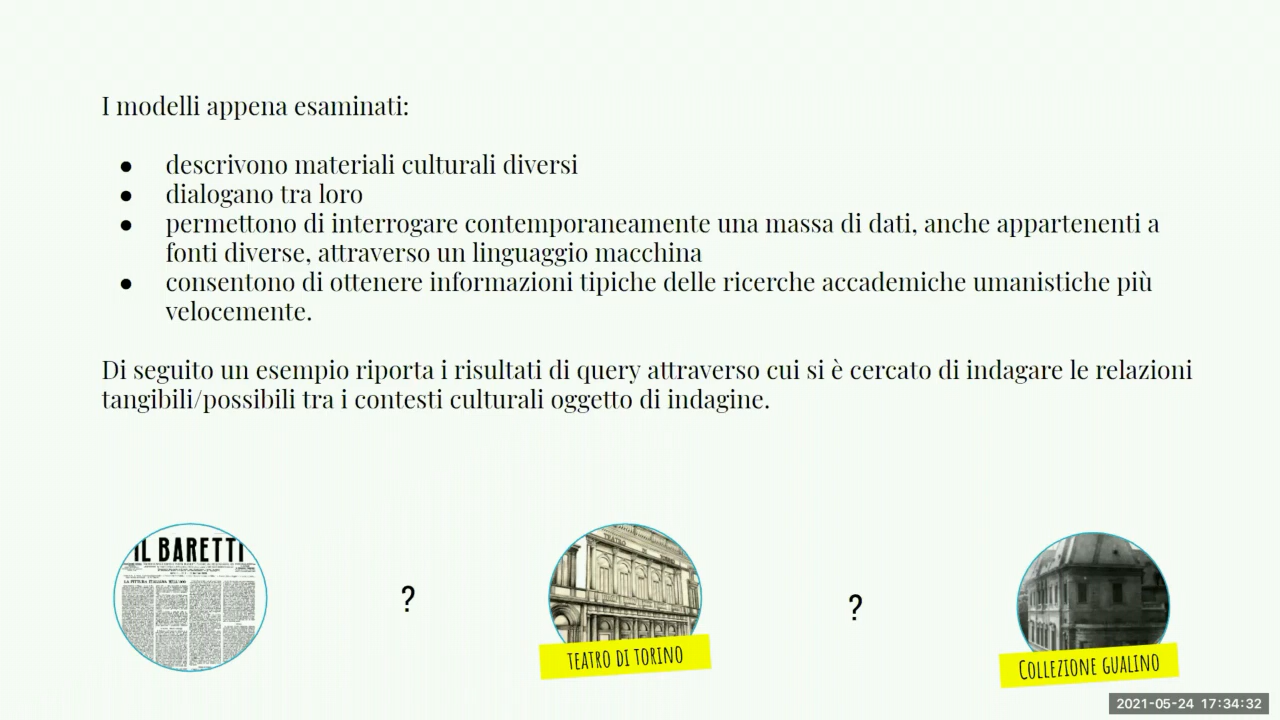 I modelli appena esaminati:
● descrivono materiali culturali diversi
● dialogano tra loro
● permettono di interrogare contemporaneamente una massa di dati, anche appartenenti a
fonti diverse, attraverso un linguaggio macchina
● consentono di ottenere informazioni tipiche delle ricerche accademiche umanistiche più
velocemente.
Di seguito un esempio riporta i risultati di query attraverso cui si è cercato di indagare le relazioni
tangibili/possibili tra i contesti culturali oggetto di indagine.
IL BARETTI
?
TEATRO DI TORINO
?
COLLEZIONE GUALINO
2021-05-24 17:34:32